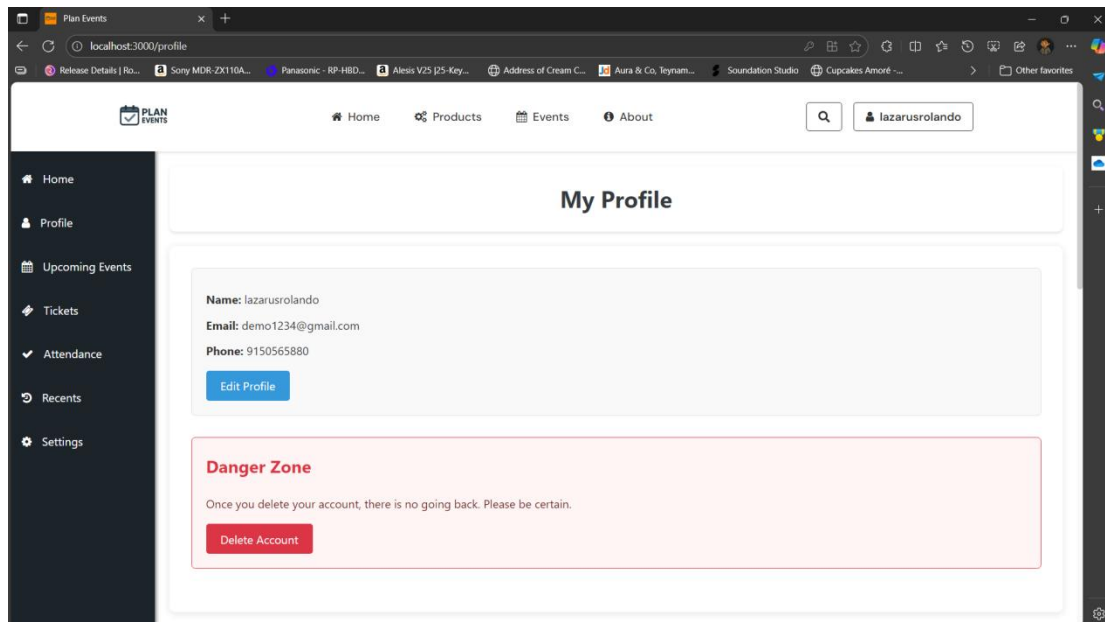 Plan Events
localhost:3000/profile
Release Details | Ro...
Sony MDR-ZX110A...
Panasonic - RP-HBD...
Alesis V25 |25-Key...
Address of Cream C...
Aura & Co, Teynam...
Soundation Studio
Cupcakes Amoré -...
Other favorites
PLAN
EVENTS
Home
Products
Events
About
lazarusrolando
Home
Profile
Upcoming Events
Tickets
Attendance
Recents
Settings
My Profile
Name: lazarusrolando
Email: demo1234@gmail.com
Phone: 9150565880
Edit Profile
Danger Zone
Once you delete your account, there is no going back. Please be certain.
Delete Account